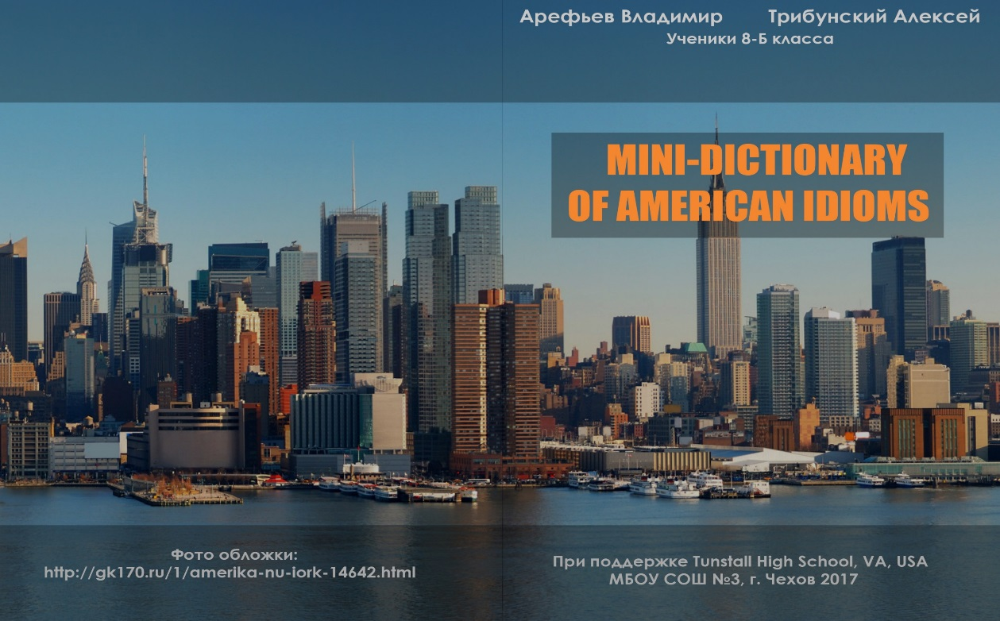 Арефьев Владимир Трибунский Алексей
Ученики 8-Б класса
MINI-DICTIONARY
OF AMERICAN IDIOMS
Фото обложки:
http://gk170.ru/1/amerika-nu-iork-14642.html
При поддержке Tunstall High School, VA, USA
МБОУ СОШ №3, г. Чехов 2017